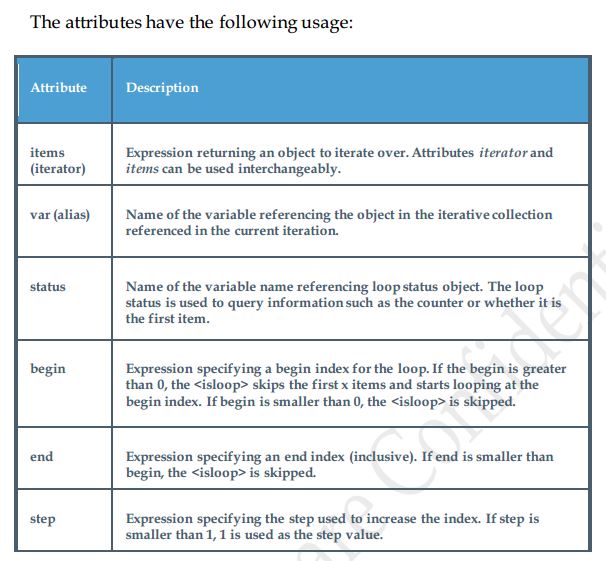 The attributes have the following usage:
Attribute
Description
items
(iterator)
Expression returning an object to iterate over. Attributes iterator and
items can be used interchangeably.
var (alias)
Name of the variable referencing the object in the iterative collection
referenced in the current iteration.
status
Name of the variable name referencing loop status object. The loop
status is used to query information such as the counter or whether it is
the first item.
begin
Expression specifying a begin index for the loop. If the begin is greater
than 0, the <isloop> skips the first x items and starts looping at the
begin index. If begin is smaller than 0, the <isloop> is skipped.
end
Expression specifying an end index (inclusive). If end is smaller than
begin, the <isloop> is skipped.
step
Expression specifying the step used to increase the index. If step is
smaller than 1, 1 is used as the step value.